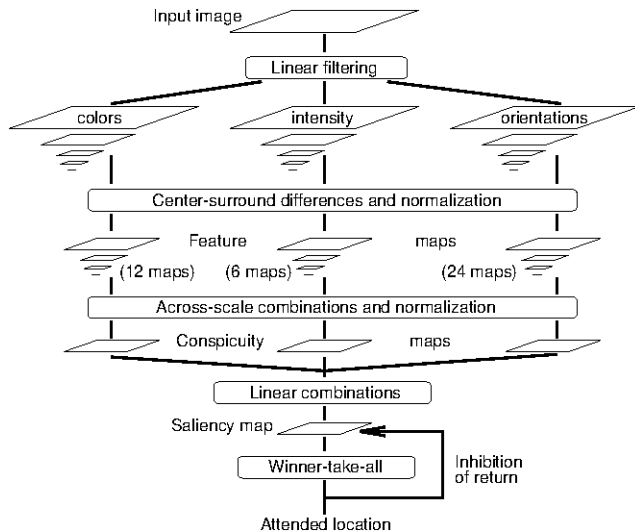 Input image
Linear filtering
colors
intensity
orientations
Center-surround differences and normalization
Feature maps
(12 maps)
(6 maps)
(24 maps)
Across-scale combinations and normalization
Conspicuity maps
Linear combinations
Saliency map
Winner-take-all
Inhibition
of return
Attended location